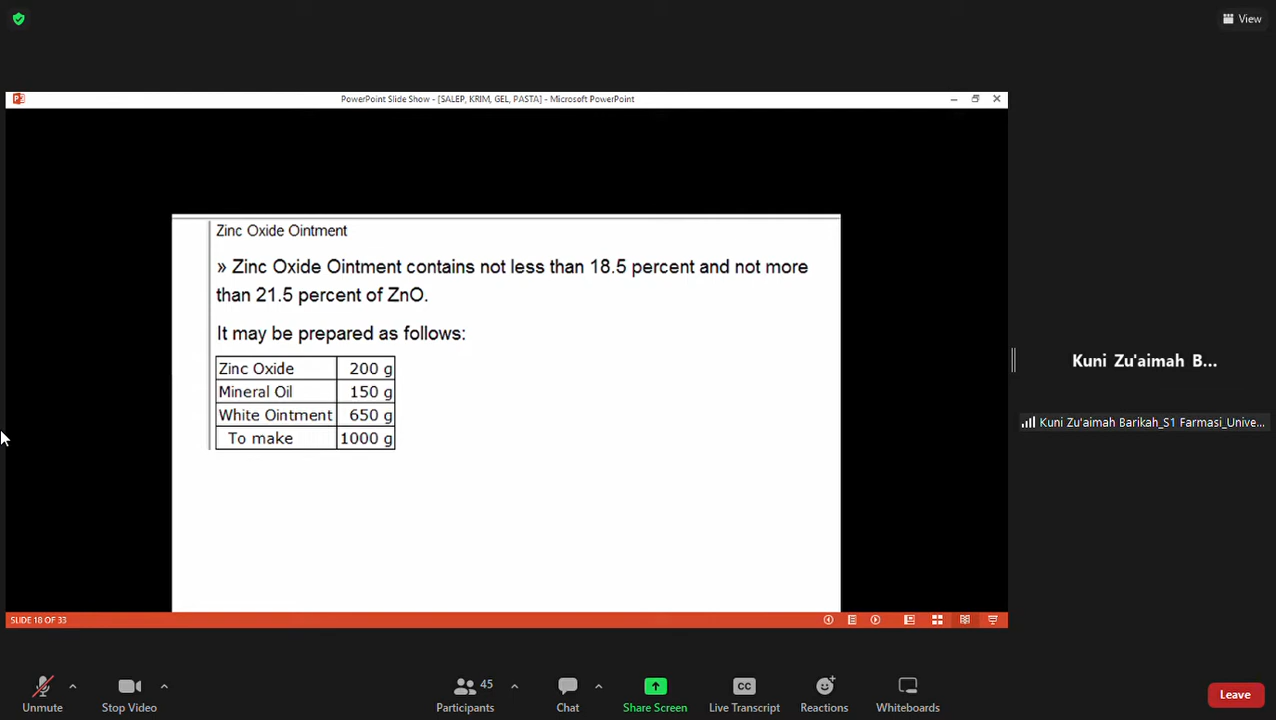 View
PowerPoint Slide Show - [SALEP, KRIM, GEL, PASTA] - Microsoft PowerPoint
Zinc Oxide Ointment
» Zinc Oxide Ointment contains not less than 18.5 percent and not more
than 21.5 percent of ZnO.
It may be prepared as follows:
Zinc Oxide 200 g
Mineral Oil 150 g
White Ointment 650 g
To make 1000 g
Kuni Zu'aimah B...
Kuni Zu'aimah Barikah_S1 Farmasi_Unive...
SLIDE 18 OF 33
Unmute
Stop Video
45
Participants
Chat
Share Screen
CC
Live Transcript
Reactions
Whiteboards
Leave